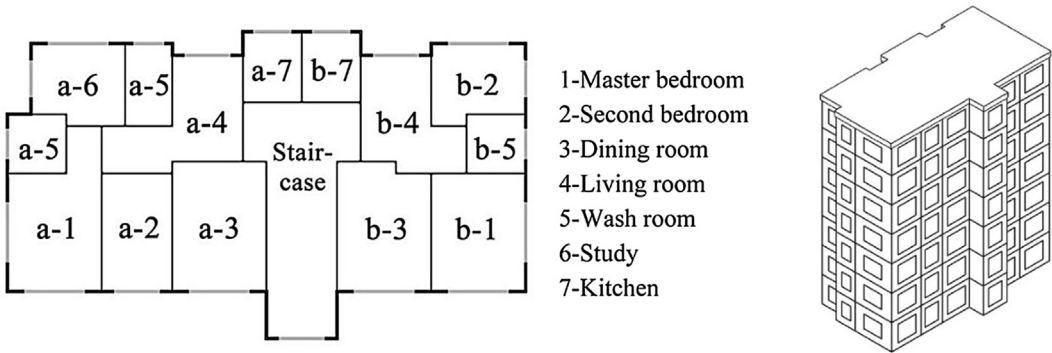 a-6
a-5
a-7
b-7
b-2
a-4
b-4
a-5
Stair-
case
b-5
a-1
a-2
a-3
b-3
b-1
1-Master bedroom
2-Second bedroom
3-Dining room
4-Living room
5-Wash room
6-Study
7-Kitchen